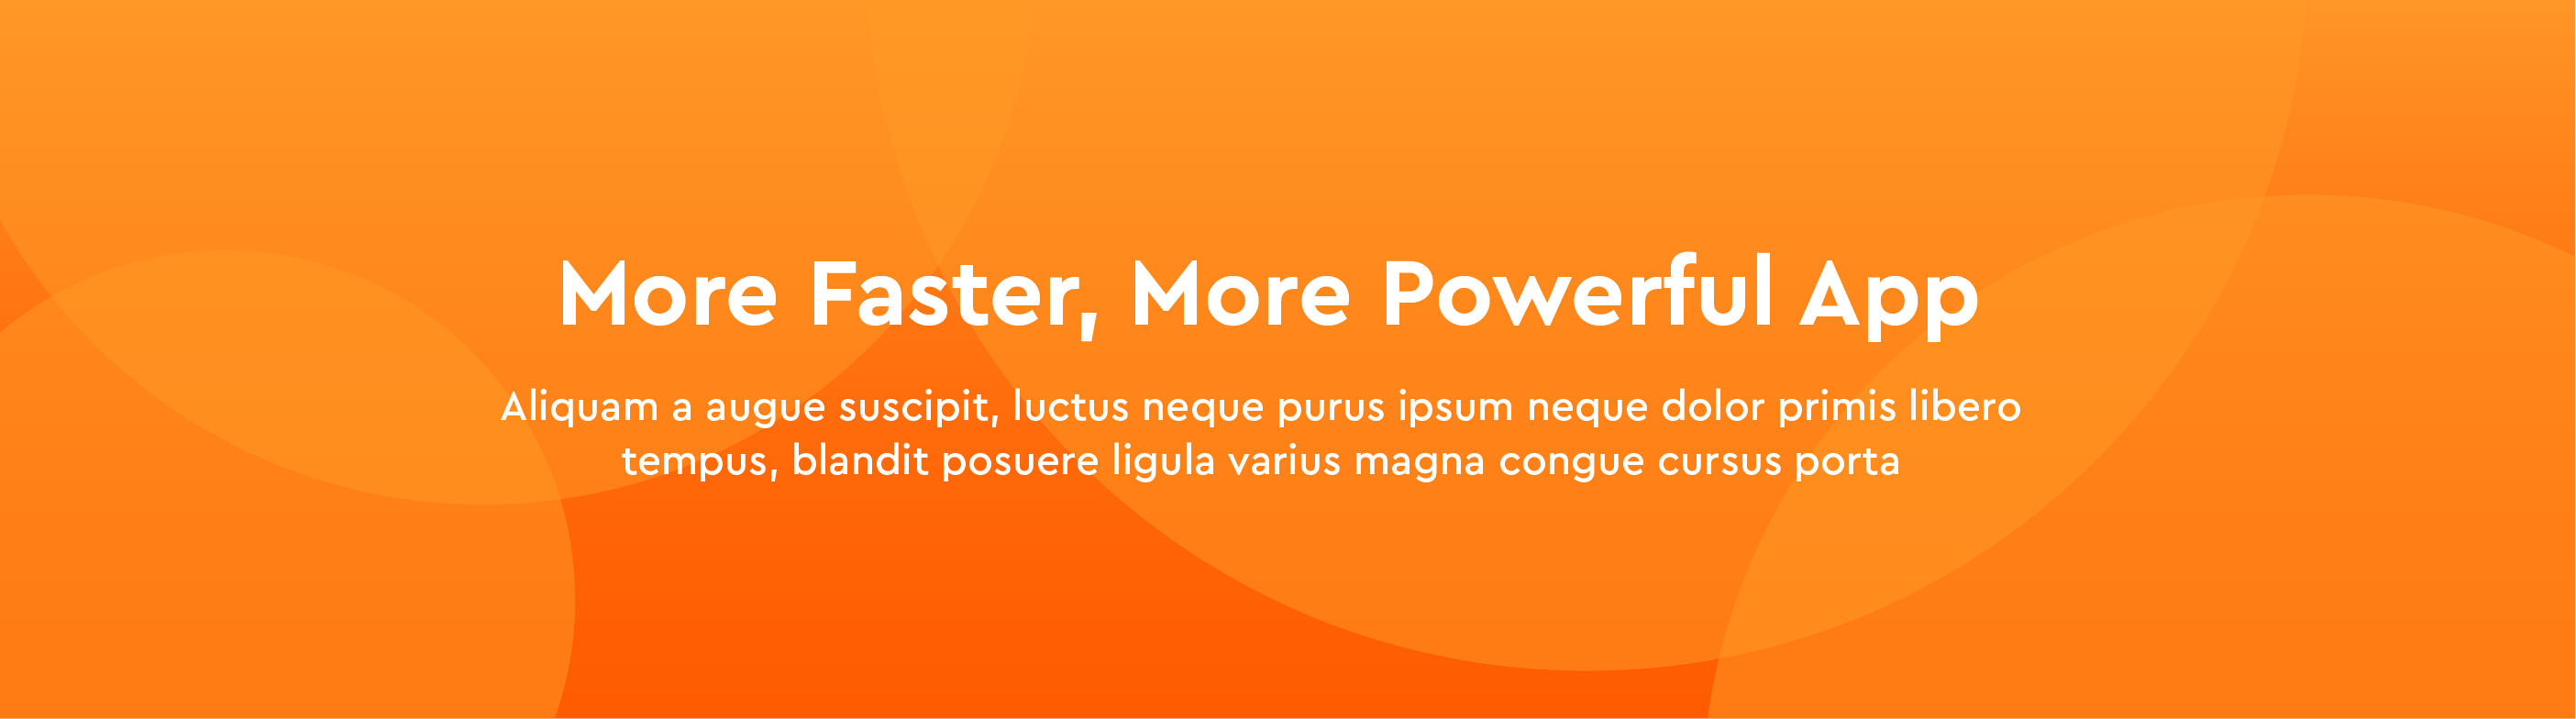 More Faster, More Powerful App
Aliquam a augue suscipit, luctus neque purus ipsum neque dolor primis libero
tempus, blandit posuere ligula varius magna congue cursus porta